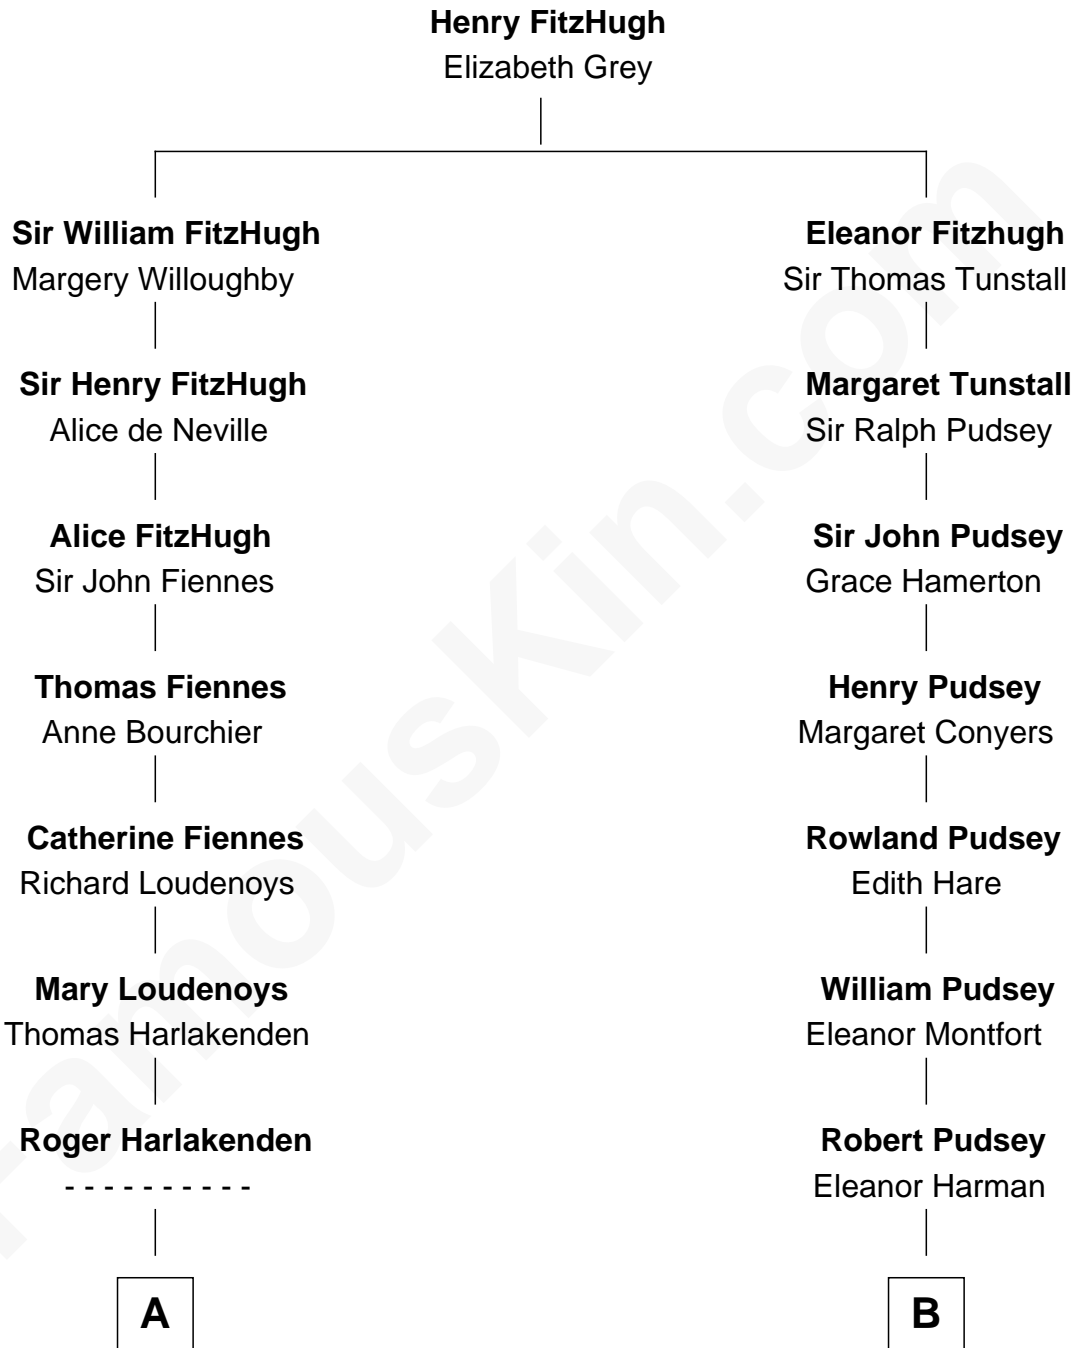 Henry FitzHugh
Elizabeth Grey
Sir William FitzHugh
Margery Willoughby
Eleanor Fitzhugh
Sir Thomas Tunstall
Sir Henry FitzHugh
Alice de Neville
Margaret Tunstall
Sir Ralph Pudsey
Alice FitzHugh
Sir John Fiennes
Sir John Pudsey
Grace Hamerton
Thomas Fiennes
Anne Bourchier
Henry Pudsey
Margaret Conyers
Catherine Fiennes
Richard Loudenoys
Rowland Pudsey
Edith Hare
Mary Loudenoys
Thomas Harlakenden
William Pudsey
Eleanor Montfort
Roger Harlakenden
- - - - - - - - - -
Robert Pudsey
Eleanor Harman
A
B
FamousKin.com